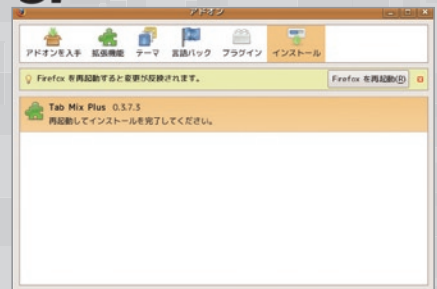 アドオン
アドオンを入手 拡張機能 テーマ 言語パック プラグイン インストール
Firefox を再起動すると変更が反映されます。 Firefox を再起動(R)
Tab Mix Plus 0.3.7.3
再起動してインストールを完了してください。